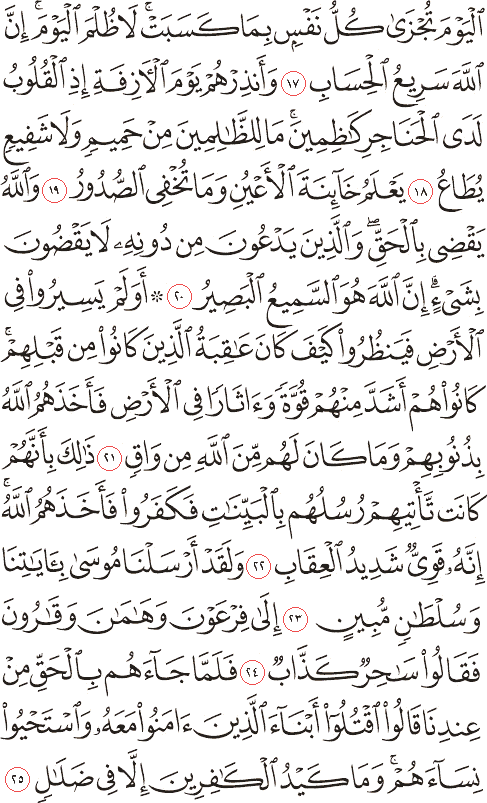 ٱلۡيَوۡمَ تُجۡزَىٰ كُلُّ نَفۡسِۭ بِمَا كَسَبَتۡۚ لَا ظُلۡمَ ٱلۡيَوۡمَۚ إِنَّ
ٱللَّهَ سَرِيعُ ٱلۡحِسَابِ ١٧ وَأَنذِرۡهُمۡ يَوۡمَ ٱلۡأٓزِفَةِ إِذِ ٱلۡقُلُوبُ
لَدَى ٱلۡحَنَاجِرِ كَٰظِمِينَۚ مَا لِلظَّٰلِمِينَ مِنۡ حَمِيمٖ وَلَا شَفِيعٖ
يُطَاعُ ١٨ يَعۡلَمُ خَآئِنَةَ ٱلۡأَعۡيُنِ وَمَا تُخۡفِي ٱلصُّدُورُ ١٩ وَٱللَّهُ
يَقۡضِي بِٱلۡحَقِّۖ وَٱلَّذِينَ يَدۡعُونَ مِن دُونِهِۦ لَا يَقۡضُونَ
بِشَيۡءٍۗ إِنَّ ٱللَّهَ هُوَ ٱلسَّمِيعُ ٱلۡبَصِيرُ ٢٠ ۞ أَوَلَمۡ يَسِيرُواْ فِي
ٱلۡأَرۡضِ فَيَنظُرُواْ كَيۡفَ كَانَ عَٰقِبَةُ ٱلَّذِينَ كَانُواْ مِن قَبۡلِهِمۡۚ
كَانُواْ هُمۡ أَشَدَّ مِنۡهُمۡ قُوَّةٗ وَءَاثَارٗا فِي ٱلۡأَرۡضِ فَأَخَذَهُمُ ٱللَّهُ
بِذُنُوبِهِمۡ وَمَا كَانَ لَهُم مِّنَ ٱللَّهِ مِن وَاقٖ ٢١ ذَٰلِكَ بِأَنَّهُمۡ
كَانَت تَّأۡتِيهِمۡ رُسُلُهُم بِٱلۡبَيِّنَٰتِ فَكَفَرُواْ فَأَخَذَهُمُ ٱللَّهُۚ
إِنَّهُۥ قَوِيّٞ شَدِيدُ ٱلۡعِقَابِ ٢٢ وَلَقَدۡ أَرۡسَلۡنَا مُوسَىٰ بِـَٔايَٰتِنَا
وَسُلۡطَٰنٖ مُّبِينٍ ٢٣ إِلَىٰ فِرۡعَوۡنَ وَهَٰمَٰنَ وَقَٰرُونَ
فَقَالُواْ سَٰحِرٞ كَذَّابٞ ٢٤ فَلَمَّا جَآءَهُم بِٱلۡحَقِّ مِنۡ
عِندِنَا قَالُواْ ٱقۡتُلُوٓاْ أَبۡنَآءَ ٱلَّذِينَ ءَامَنُواْ مَعَهُۥ وَٱسۡتَحۡيُواْ
نِسَآءَهُمۡۚ وَمَا كَيۡدُ ٱلۡكَٰفِرِينَ إِلَّا فِي ضَلَٰلٖ ٢٥